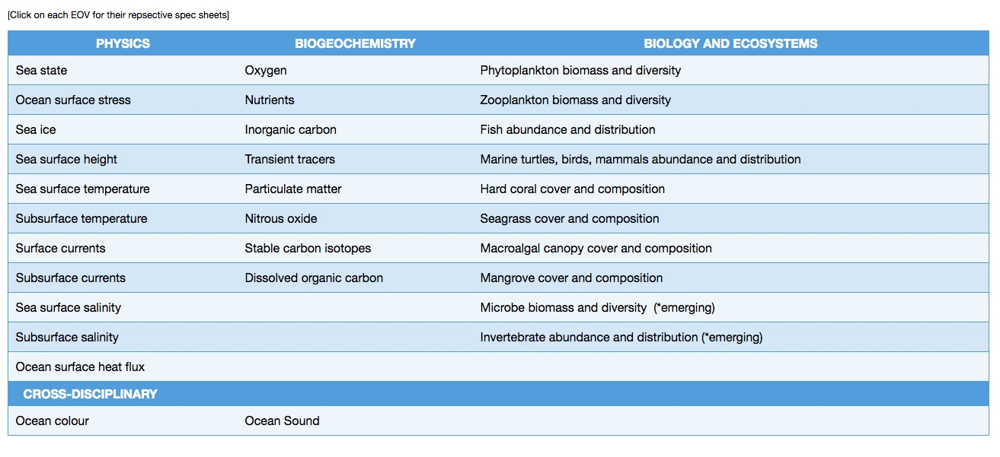 [Click on each EOV for their repsective spec sheets]
PHYSICS BIOGEOCHEMISTRY BIOLOGY AND ECOSYSTEMS
Sea state Oxygen Phytoplankton biomass and diversity
Ocean surface stress Nutrients Zooplankton biomass and diversity
Sea ice Inorganic carbon Fish abundance and distribution
Sea surface height Transient tracers Marine turtles, birds, mammals abundance and distribution
Sea surface temperature Particulate matter Hard coral cover and composition
Subsurface temperature Nitrous oxide Seagrass cover and composition
Surface currents Stable carbon isotopes Macroalgal canopy cover and composition
Subsurface currents Dissolved organic carbon Mangrove cover and composition
Sea surface salinity Microbe biomass and diversity (*emerging)
Subsurface salinity Invertebrate abundance and distribution (*emerging)
Ocean surface heat flux
CROSS-DISCIPLINARY
Ocean colour Ocean Sound